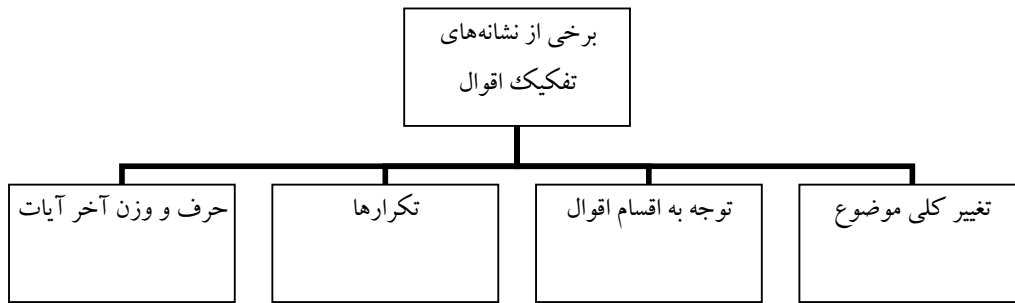 برخی از نشانه‌های
تفکیک اقوال
تغییر کلی موضوع
توجه به اقسام اقوال
تکرارها
حرف و وزن آخر آیات